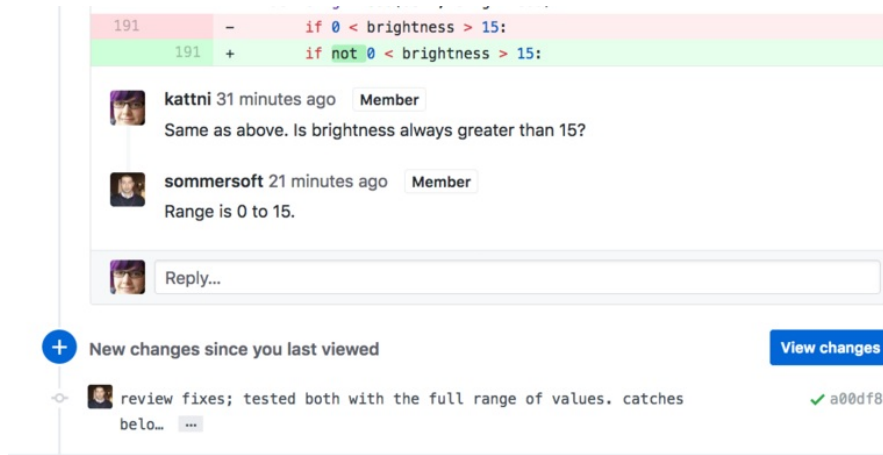 191 - if 0 < brightness > 15:
191 + if not 0 < brightness > 15:
kattni 31 minutes ago Member
Same as above. Is brightness always greater than 15?
sommersoft 21 minutes ago Member
Range is 0 to 15.
Reply...
New changes since you last viewed View changes
review fixes; tested both with the full range of values. catches a00df8
belo… …